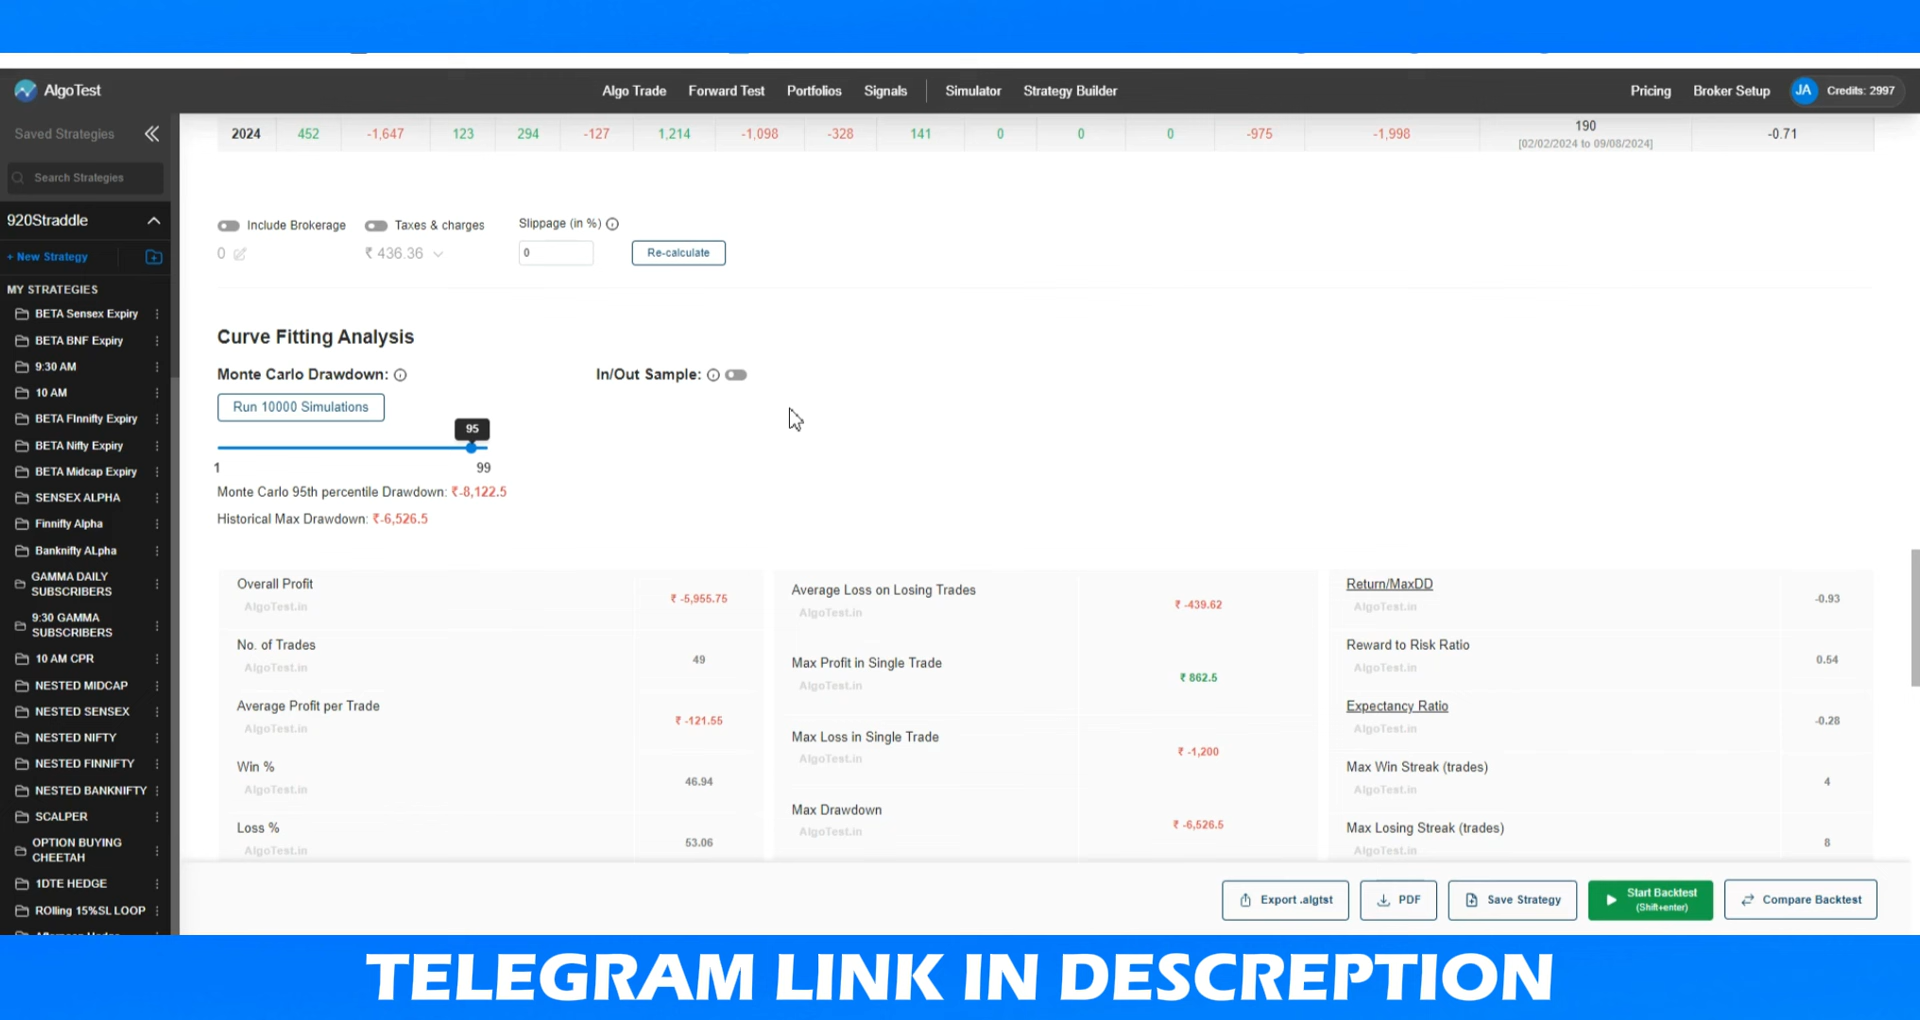 AlgoTest
Algo Trade
Forward Test
Portfolios
Signals
Simulator
Strategy Builder
Pricing
Broker Setup
JA
Credits: 2997
Saved Strategies
Search Strategies
920Straddle
+ New Strategy
MY STRATEGIES
BETA Sensex Expiry
BETA BNF Expiry
9:30 AM
10 AM
BETA FInnifty Expiry
BETA Nifty Expiry
BETA Midcap Expiry
SENSEX ALPHA
Finnifty Alpha
Banknifty ALpha
GAMMA DAILY
SUBSCRIBERS
9:30 GAMMA
SUBSCRIBERS
10 AM CPR
NESTED MIDCAP
NESTED SENSEX
NESTED NIFTY
NESTED FINNIFTY
NESTED BANKNIFTY
SCALPER
OPTION BUYING
CHEETAH
1DTE HEDGE
ROlling 15%SL LOOP
2024 452 -1,647 123 294 -127 1,214 -1,098 -328 141 0 0 0 -975 -1,998 190 -0.71
[02/02/2024 to 09/08/2024]
Include Brokerage
0
Taxes & charges
₹ 436.36
Slippage (in %)
0
Re-calculate
Curve Fitting Analysis
Monte Carlo Drawdown:
In/Out Sample:
Run 10000 Simulations
95
1
99
Monte Carlo 95th percentile Drawdown: ₹-8,122.5
Historical Max Drawdown: ₹-6,526.5
Overall Profit
AlgoTest.in
₹ -5,955.75
No. of Trades
AlgoTest.in
49
Average Profit per Trade
AlgoTest.in
₹ -121.55
Win %
AlgoTest.in
46.94
Loss %
AlgoTest.in
53.06
Average Loss on Losing Trades
AlgoTest.in
₹ -439.62
Max Profit in Single Trade
AlgoTest.in
₹ 862.5
Max Loss in Single Trade
AlgoTest.in
₹ -1,200
Max Drawdown
AlgoTest.in
₹ -6,526.5
Return/MaxDD
AlgoTest.in
-0.93
Reward to Risk Ratio
AlgoTest.in
0.54
Expectancy Ratio
AlgoTest.in
-0.28
Max Win Streak (trades)
AlgoTest.in
4
Max Losing Streak (trades)
AlgoTest.in
8
Export .algtst
PDF
Save Strategy
Start Backtest
(Shift+enter)
Compare Backtest
TELEGRAM LINK IN DESCREPTION